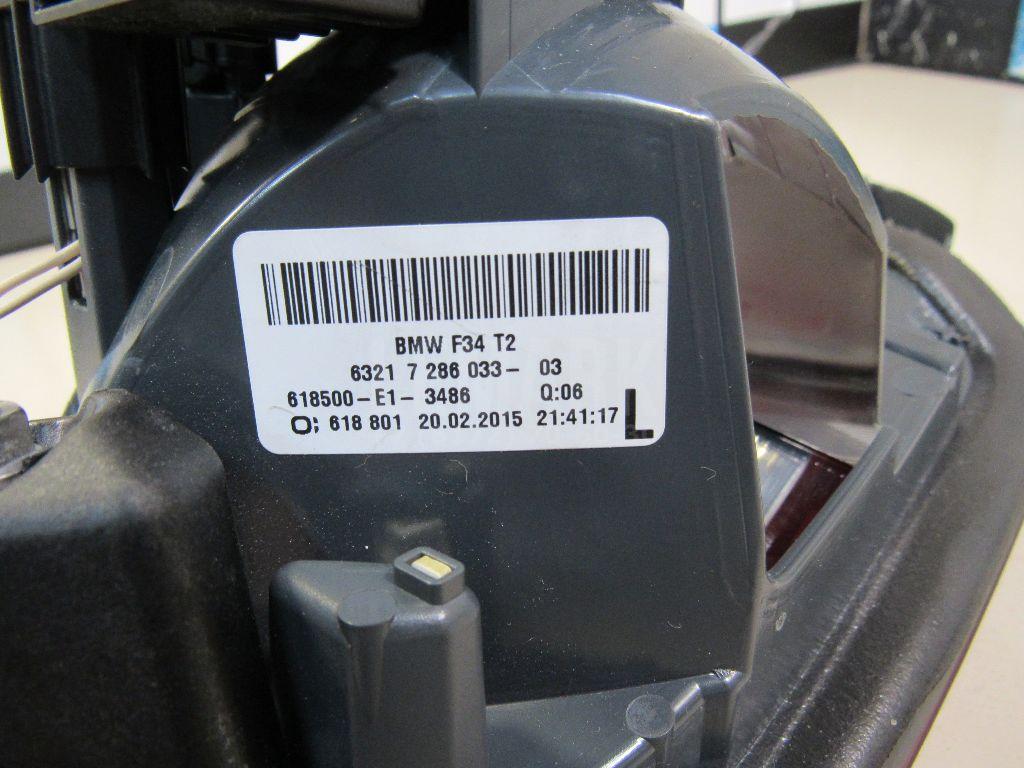 BMW F34 T2
6321 7 286 033- 03
618500-E1- 3486 Q:06
O; 618 801 20.02.2015 21:41:17 L